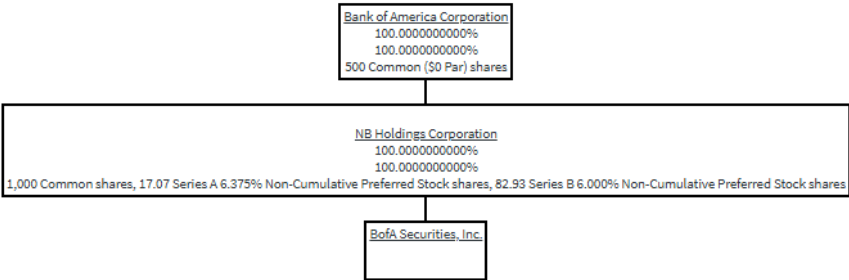 Bank of America Corporation
100.0000000000%
100.0000000000%
500 Common ($0 Par) shares
NB Holdings Corporation
100.0000000000%
100.0000000000%
1,000 Common shares, 17.07 Series A 6.375% Non-Cumulative Preferred Stock shares, 82.93 Series B 6.000% Non-Cumulative Preferred Stock shares
BofA Securities, Inc.